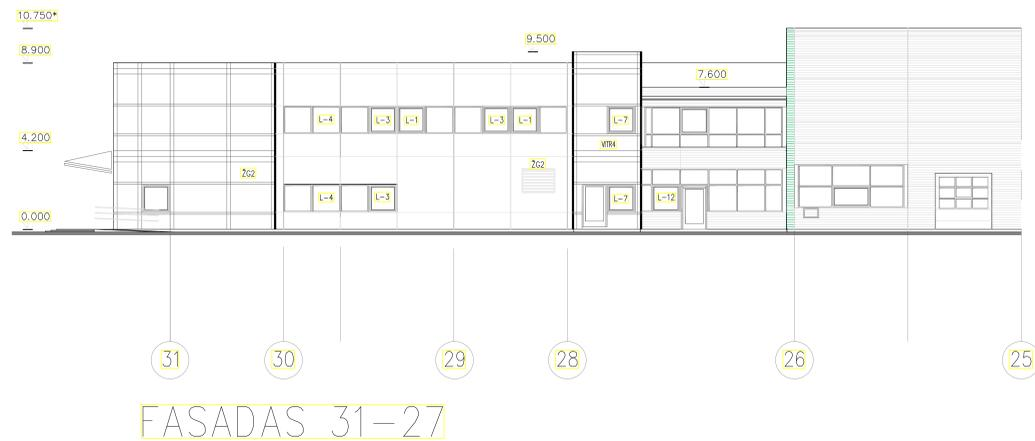 10.750*
8.900
9.500
7.600
L-4 L-3 L-1 L-3 L-1 L-7
4.200
VITR4
ŽG2
ŽG2
L-4 L-3 L-7 L-12
0.000
31 30 29 28 26 25
FASADAS 31-27